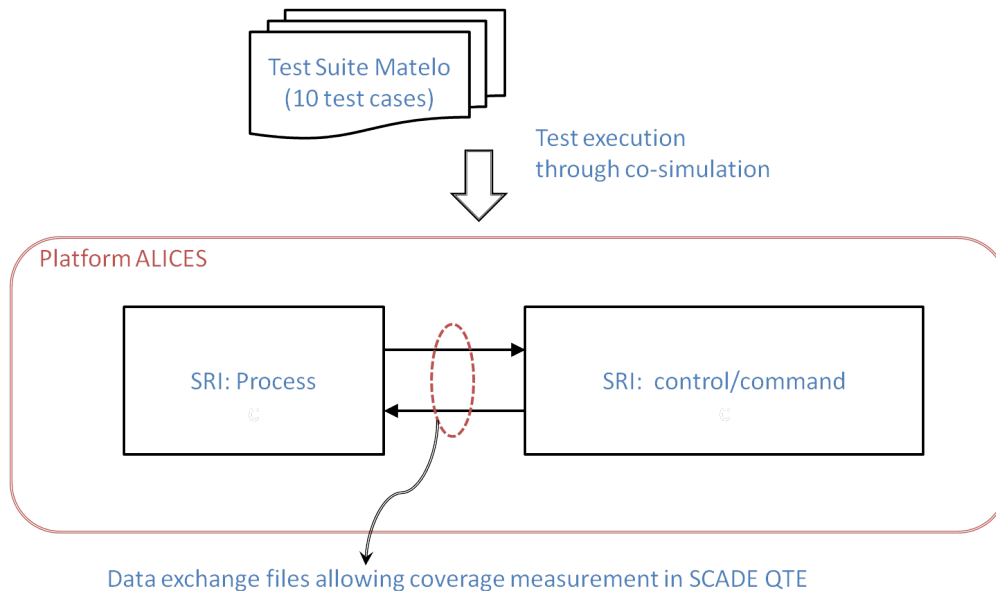 Test Suite Matelo
(10 test cases)
Test execution
through co-simulation
Platform ALICES
SRI: Process
C
SRI: control/command
C
Data exchange files allowing coverage measurement in SCADE QTE